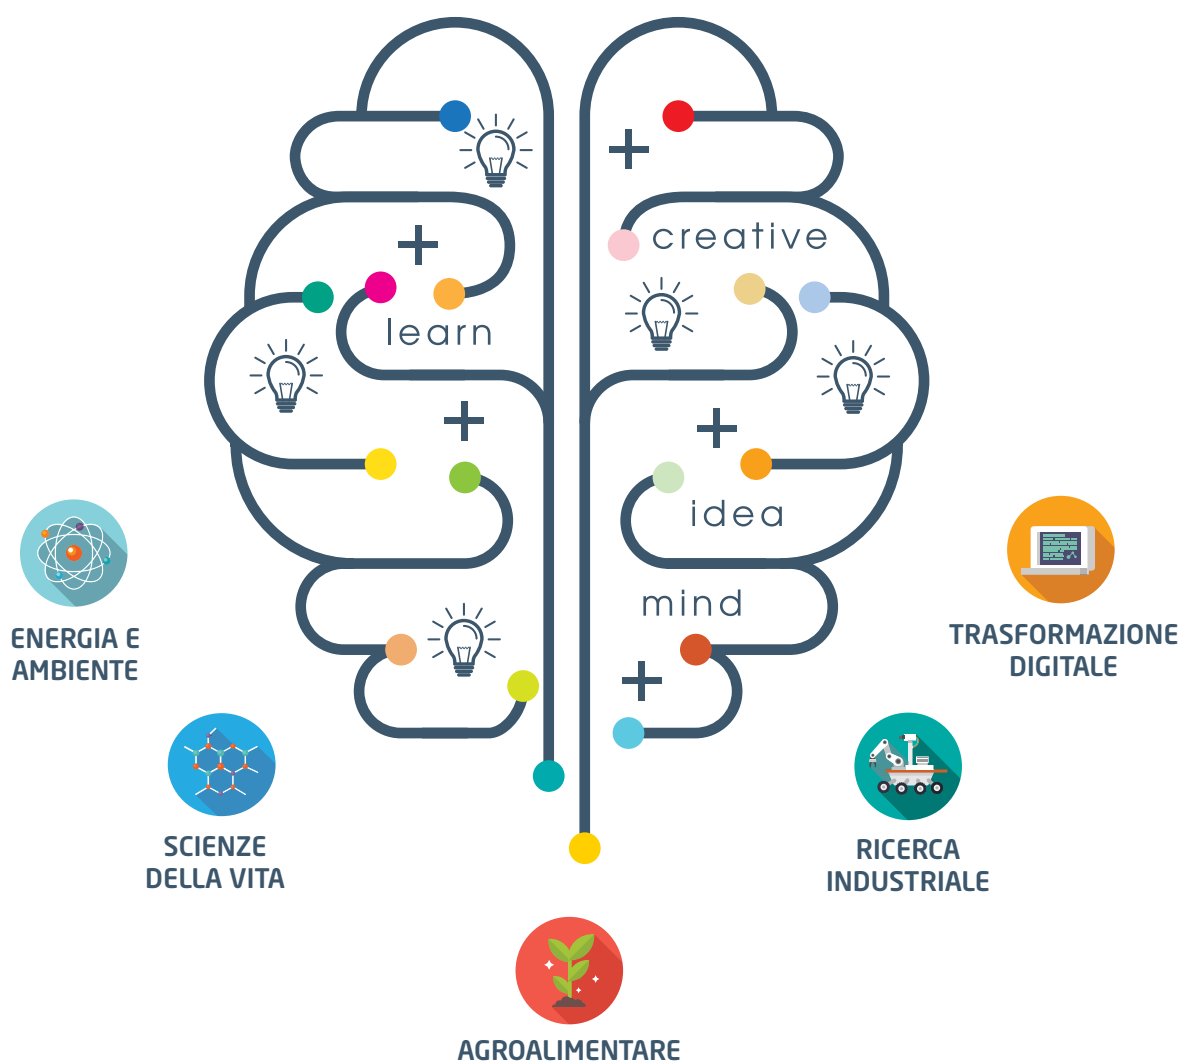 creative
learn
idea
mind
ENERGIA E
AMBIENTE
TRASFORMAZIONE
DIGITALE
SCIENZE
DELLA VITA
RICERCA
INDUSTRIALE
AGROALIMENTARE